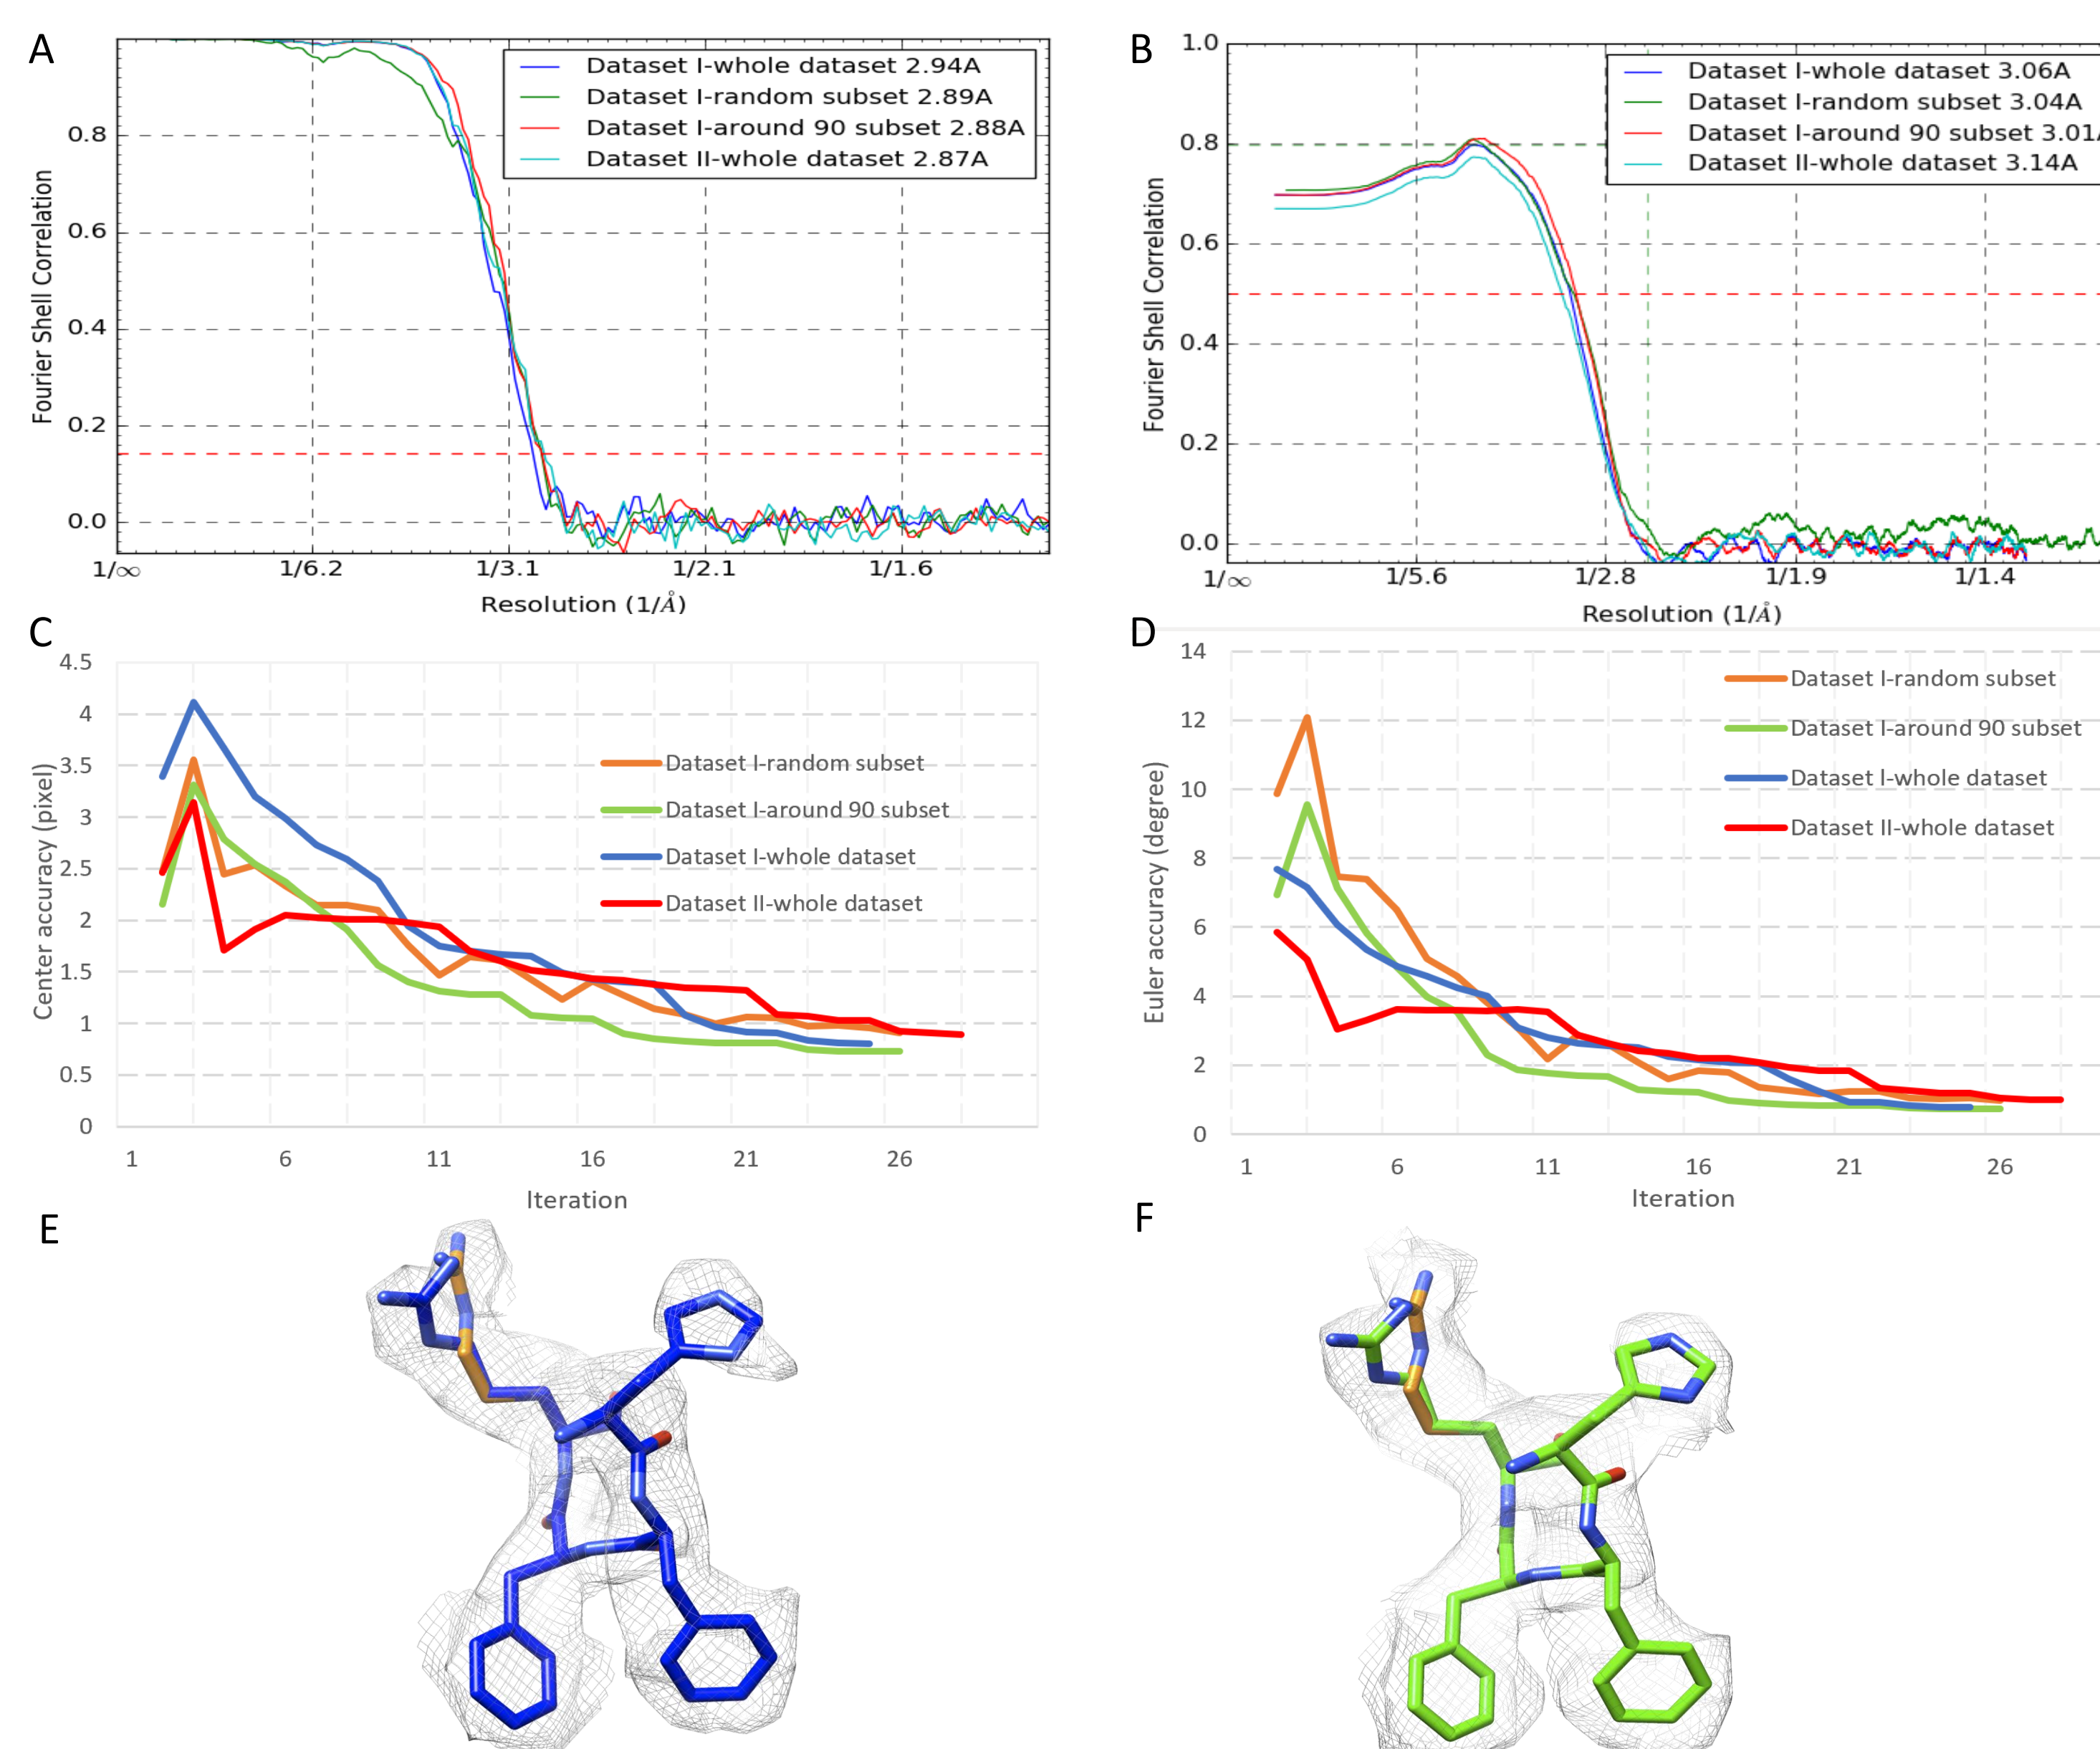 A
Dataset I-whole dataset 2.94A
Dataset I-random subset 2.89A
Dataset I-around 90 subset 2.88A
Dataset II-whole dataset 2.87A
Fourier Shell Correlation
0.8
0.6
0.4
0.2
0.0
1/∞ 1/6.2 1/3.1 1/2.1 1/1.6
Resolution (1/Å)
B
Dataset I-whole dataset 3.06A
Dataset I-random subset 3.04A
Dataset I-around 90 subset 3.01A
Dataset II-whole dataset 3.14A
Fourier Shell Correlation
1.0
0.8
0.6
0.4
0.2
0.0
1/∞ 1/5.6 1/2.8 1/1.9 1/1.4
Resolution (1/Å)
C
Center accuracy (pixel)
4.5
4
3.5
3
2.5
2
1.5
1
0.5
0
Dataset I-random subset
Dataset I-around 90 subset
Dataset I-whole dataset
Dataset II-whole dataset
1 6 11 16 21 26
Iteration
D
Euler accuracy (degree)
14
12
10
8
6
4
2
0
Dataset I-random subset
Dataset I-around 90 subset
Dataset I-whole dataset
Dataset II-whole dataset
1 6 11 16 21 26
Iteration
E
F